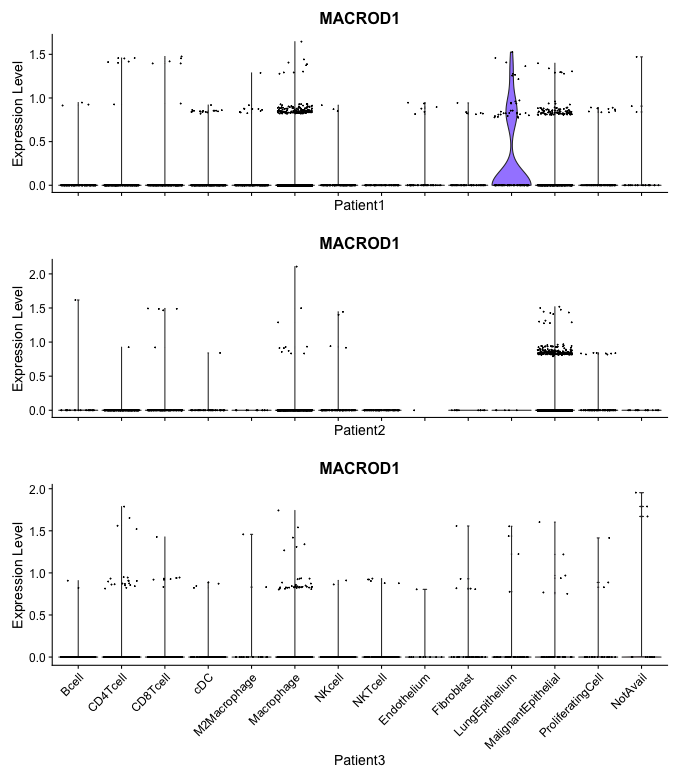 MACROD1
Expression Level
1.5
1.0
0.5
0.0
Patient1
MACROD1
Expression Level
2.0
1.5
1.0
0.5
0.0
Patient2
MACROD1
Expression Level
2.0
1.5
1.0
0.5
0.0
Bcell
CD4Tcell
CD8Tcell
cDC
M2Macrophage
Macrophage
NKcell
NKTcell
Endothelium
Fibroblast
LungEpithelium
MalignantEpithelial
ProliferatingCell
NotAvail
Patient3